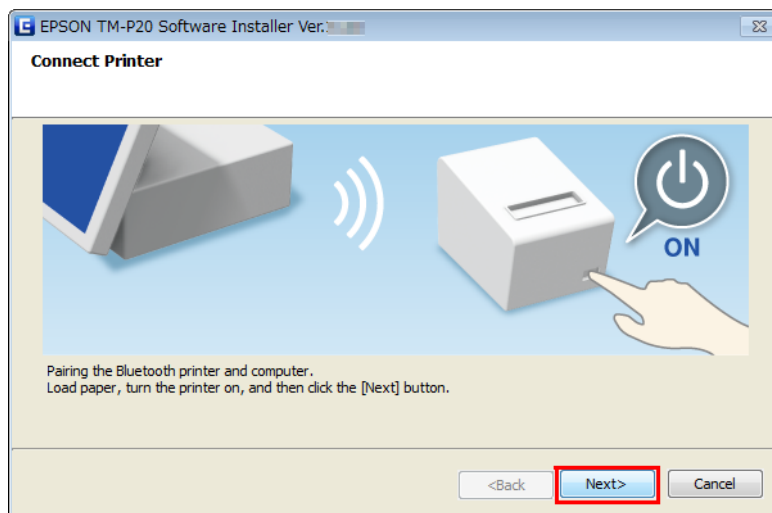 EPSON TM-P20 Software Installer Ver.
Connect Printer
ON
Pairing the Bluetooth printer and computer.
Load paper, turn the printer on, and then click the [Next] button.
<Back Next> Cancel